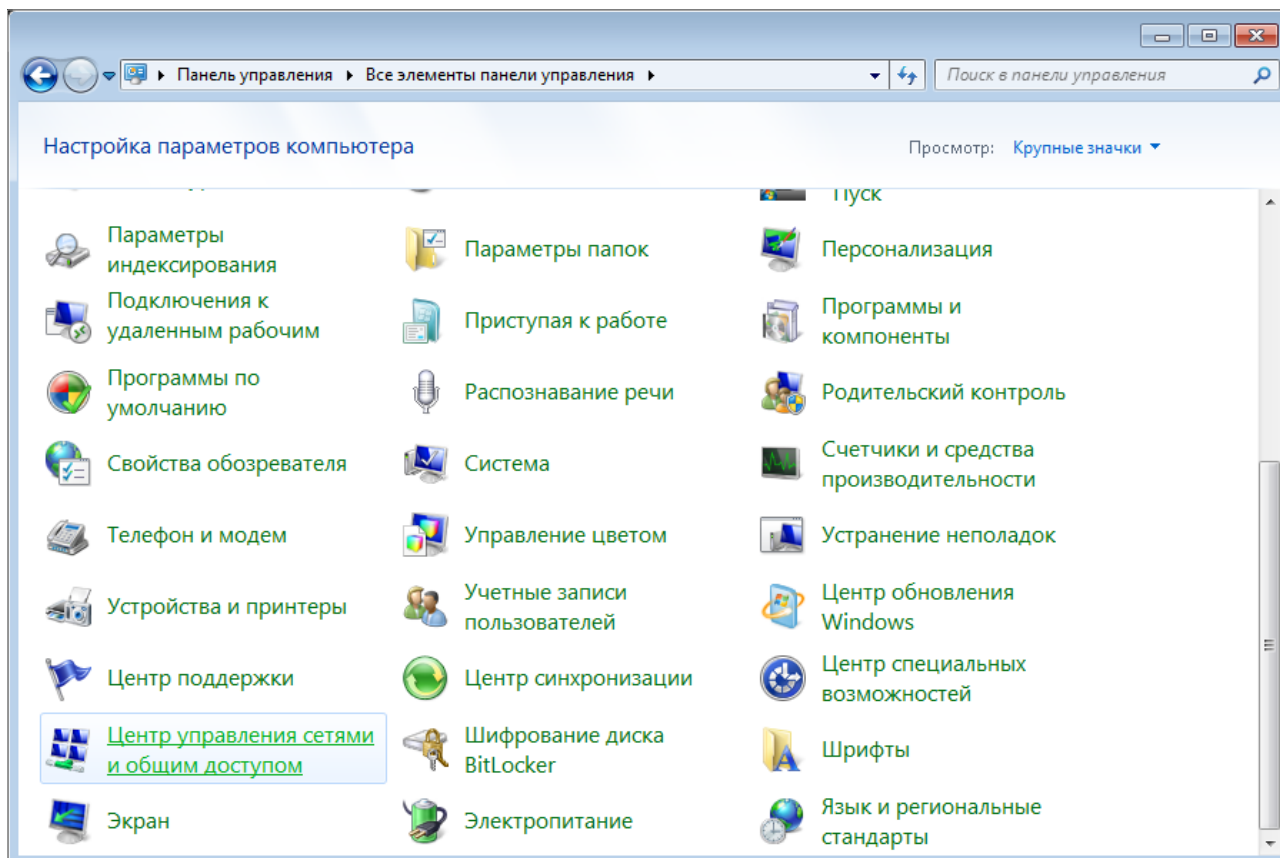 Панель управления ▸ Все элементы панели управления ▸
Поиск в панели управления
Настройка параметров компьютера
Просмотр: Крупные значки
Пуск
Параметры
индексирования
Параметры папок
Персонализация
Подключения к
удаленным рабочим
Приступая к работе
Программы и
компоненты
Программы по
умолчанию
Распознавание речи
Родительский контроль
Свойства обозревателя
Система
Счетчики и средства
производительности
Телефон и модем
Управление цветом
Устранение неполадок
Устройства и принтеры
Учетные записи
пользователей
Центр обновления
Windows
Центр поддержки
Центр синхронизации
Центр специальных
возможностей
Центр управления сетями
и общим доступом
Шифрование диска
BitLocker
Шрифты
Экран
Электропитание
Язык и региональные
стандарты